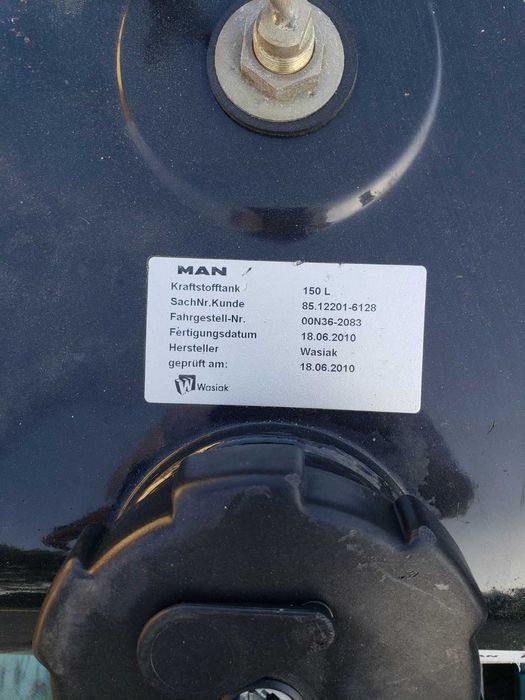 MAN
Kraftstofftank 150 L
SachNr.Kunde 85.12201-6128
Fahrgestell-Nr. 00N36-2083
Fertigungsdatum 18.06.2010
Hersteller Wasiak
geprüft am: 18.06.2010
W Wasiak